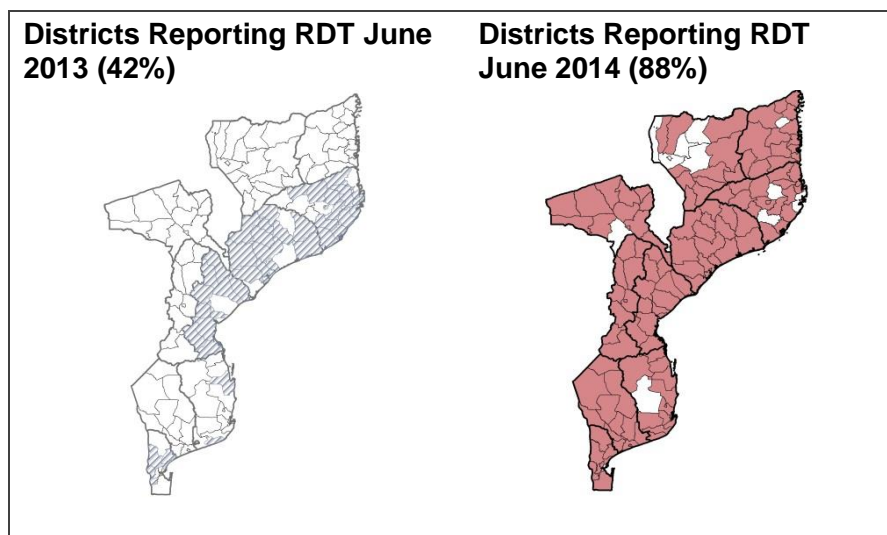 Districts Reporting RDT June
2013 (42%)
Districts Reporting RDT
June 2014 (88%)